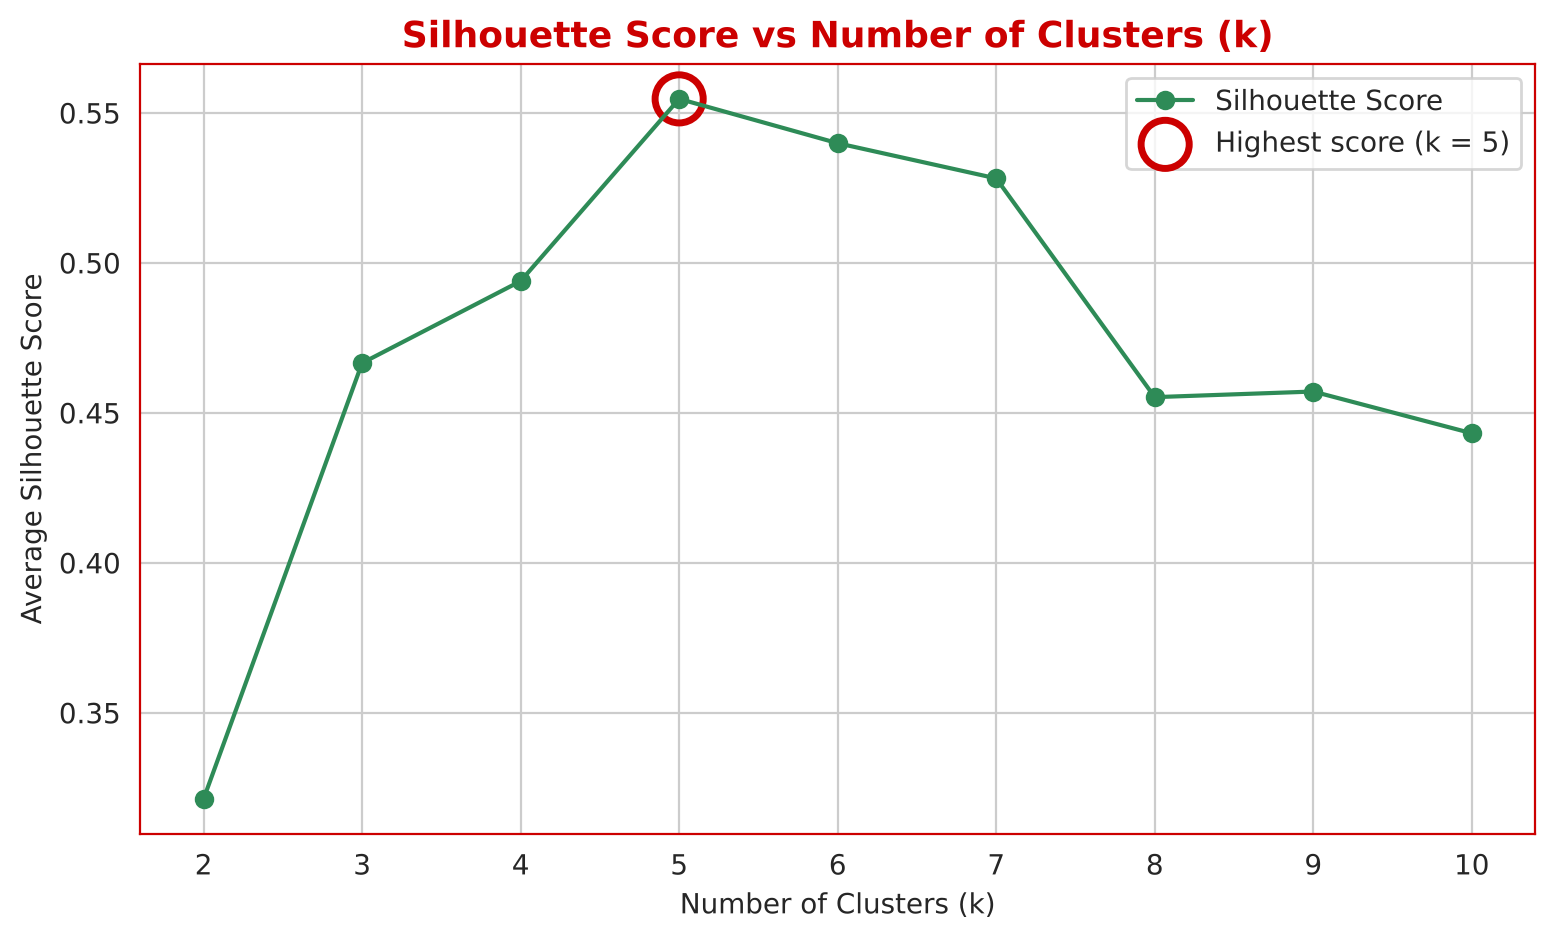 Silhouette Score vs Number of Clusters (k)
Silhouette Score
Highest score (k = 5)
Average Silhouette Score
0.55
0.50
0.45
0.40
0.35
2 3 4 5 6 7 8 9 10
Number of Clusters (k)